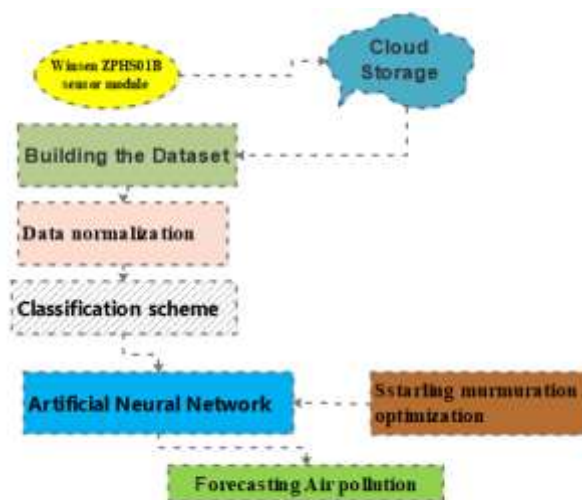 Winsen ZPHS01B
sensor module
Cloud
Storage
Building the Dataset
Data normalization
Classification scheme
Artificial Neural Network
Sstarling murmuration
optimization
Forecasting Air pollution